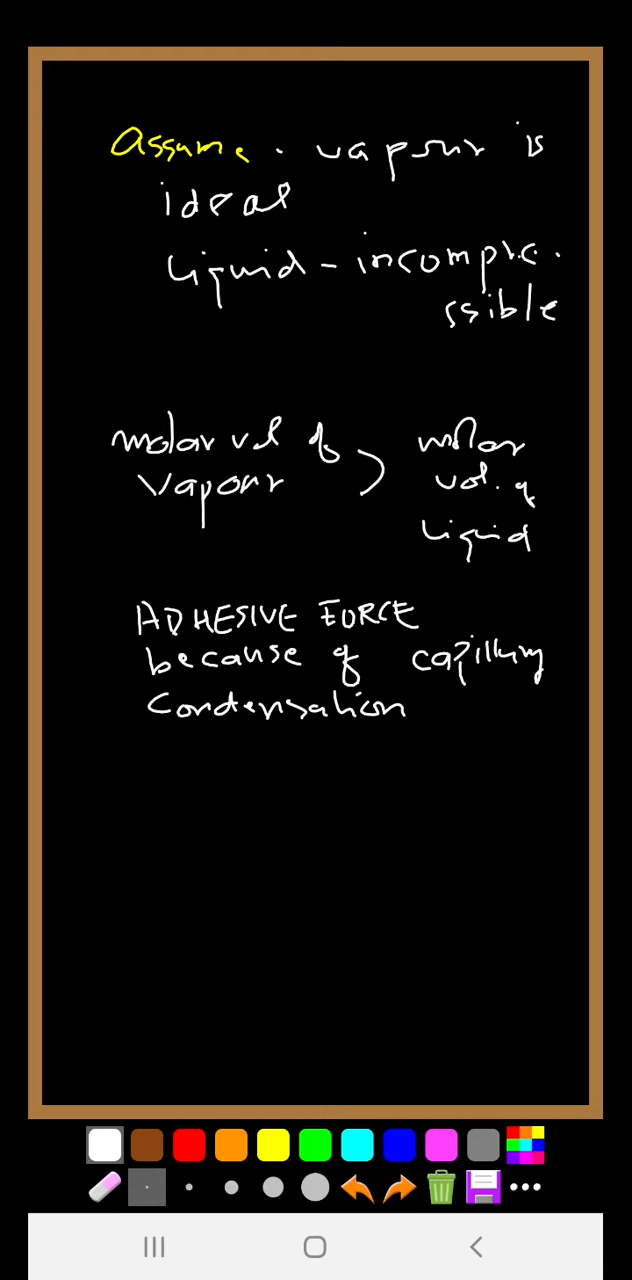 Assume. vapour is
ideal
Liquid - incompre.
ssible
molar vol of > molar
vapour vol. of
Liquid
ADHESIVE FORCE
because of capillary
Condensation